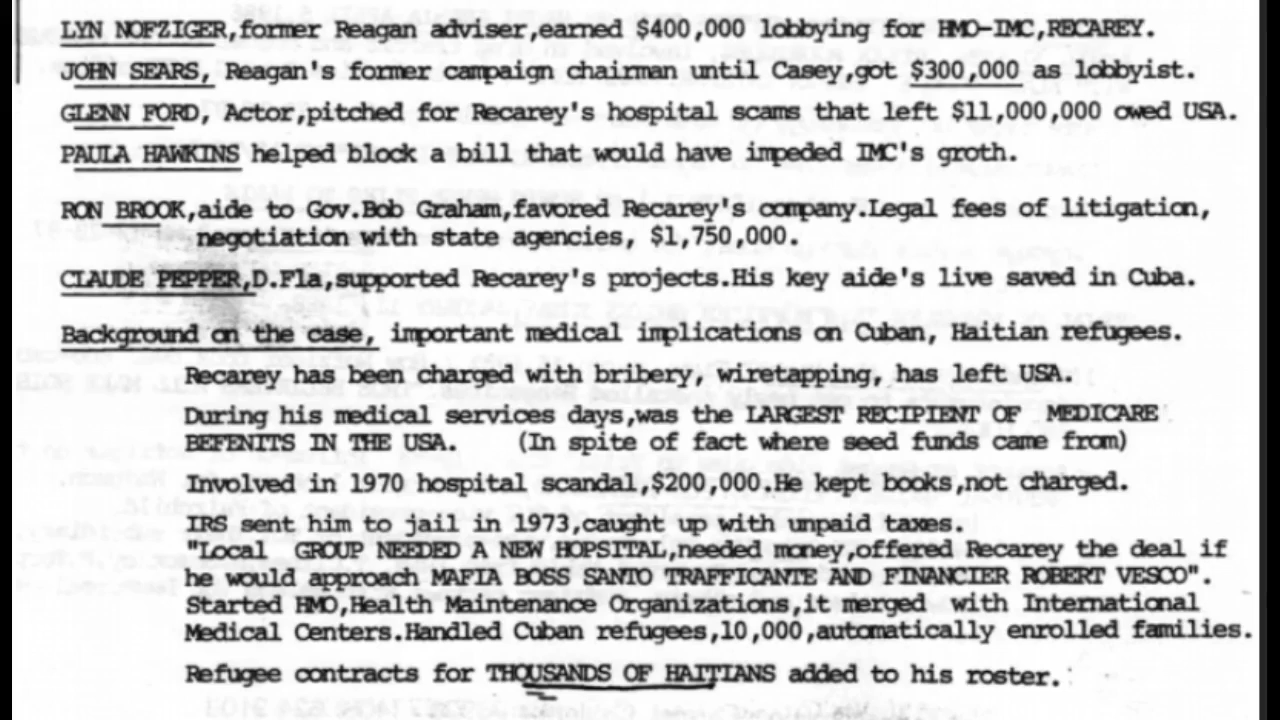 LYN NOFZIGER,former Reagan adviser,earned $400,000 lobbying for HMO-IMC,RECAREY.
JOHN SEARS, Reagan's former campaign chairman until Casey,got $300,000 as lobbyist.
GLENN FORD, Actor,pitched for Recarey's hospital scams that left $11,000,000 owed USA.
PAULA HAWKINS helped block a bill that would have impeded IMC's groth.
RON BROOK,aide to Gov.Bob Graham,favored Recarey's company.Legal fees of litigation,
negotiation with state agencies, $1,750,000.
CLAUDE PEPPER,D.Fla,supported Recarey's projects.His key aide's live saved in Cuba.
Background on the case, important medical implications on Cuban, Haitian refugees.
Recarey has been charged with bribery, wiretapping, has left USA.
During his medical services days,was the LARGEST RECIPIENT OF MEDICARE
BEFENITS IN THE USA. (In spite of fact where seed funds came from)
Involved in 1970 hospital scandal,$200,000.He kept books,not charged.
IRS sent him to jail in 1973,caught up with unpaid taxes.
"Local GROUP NEEDED A NEW HOPSITAL,needed money,offered Recarey the deal if
he would approach MAFIA BOSS SANTO TRAFFICANTE AND FINANCIER ROBERT VESCO".
Started HMO,Health Maintenance Organizations,it merged with International
Medical Centers.Handled Cuban refugees,10,000,automatically enrolled families.
Refugee contracts for THOUSANDS OF HAITIANS added to his roster.